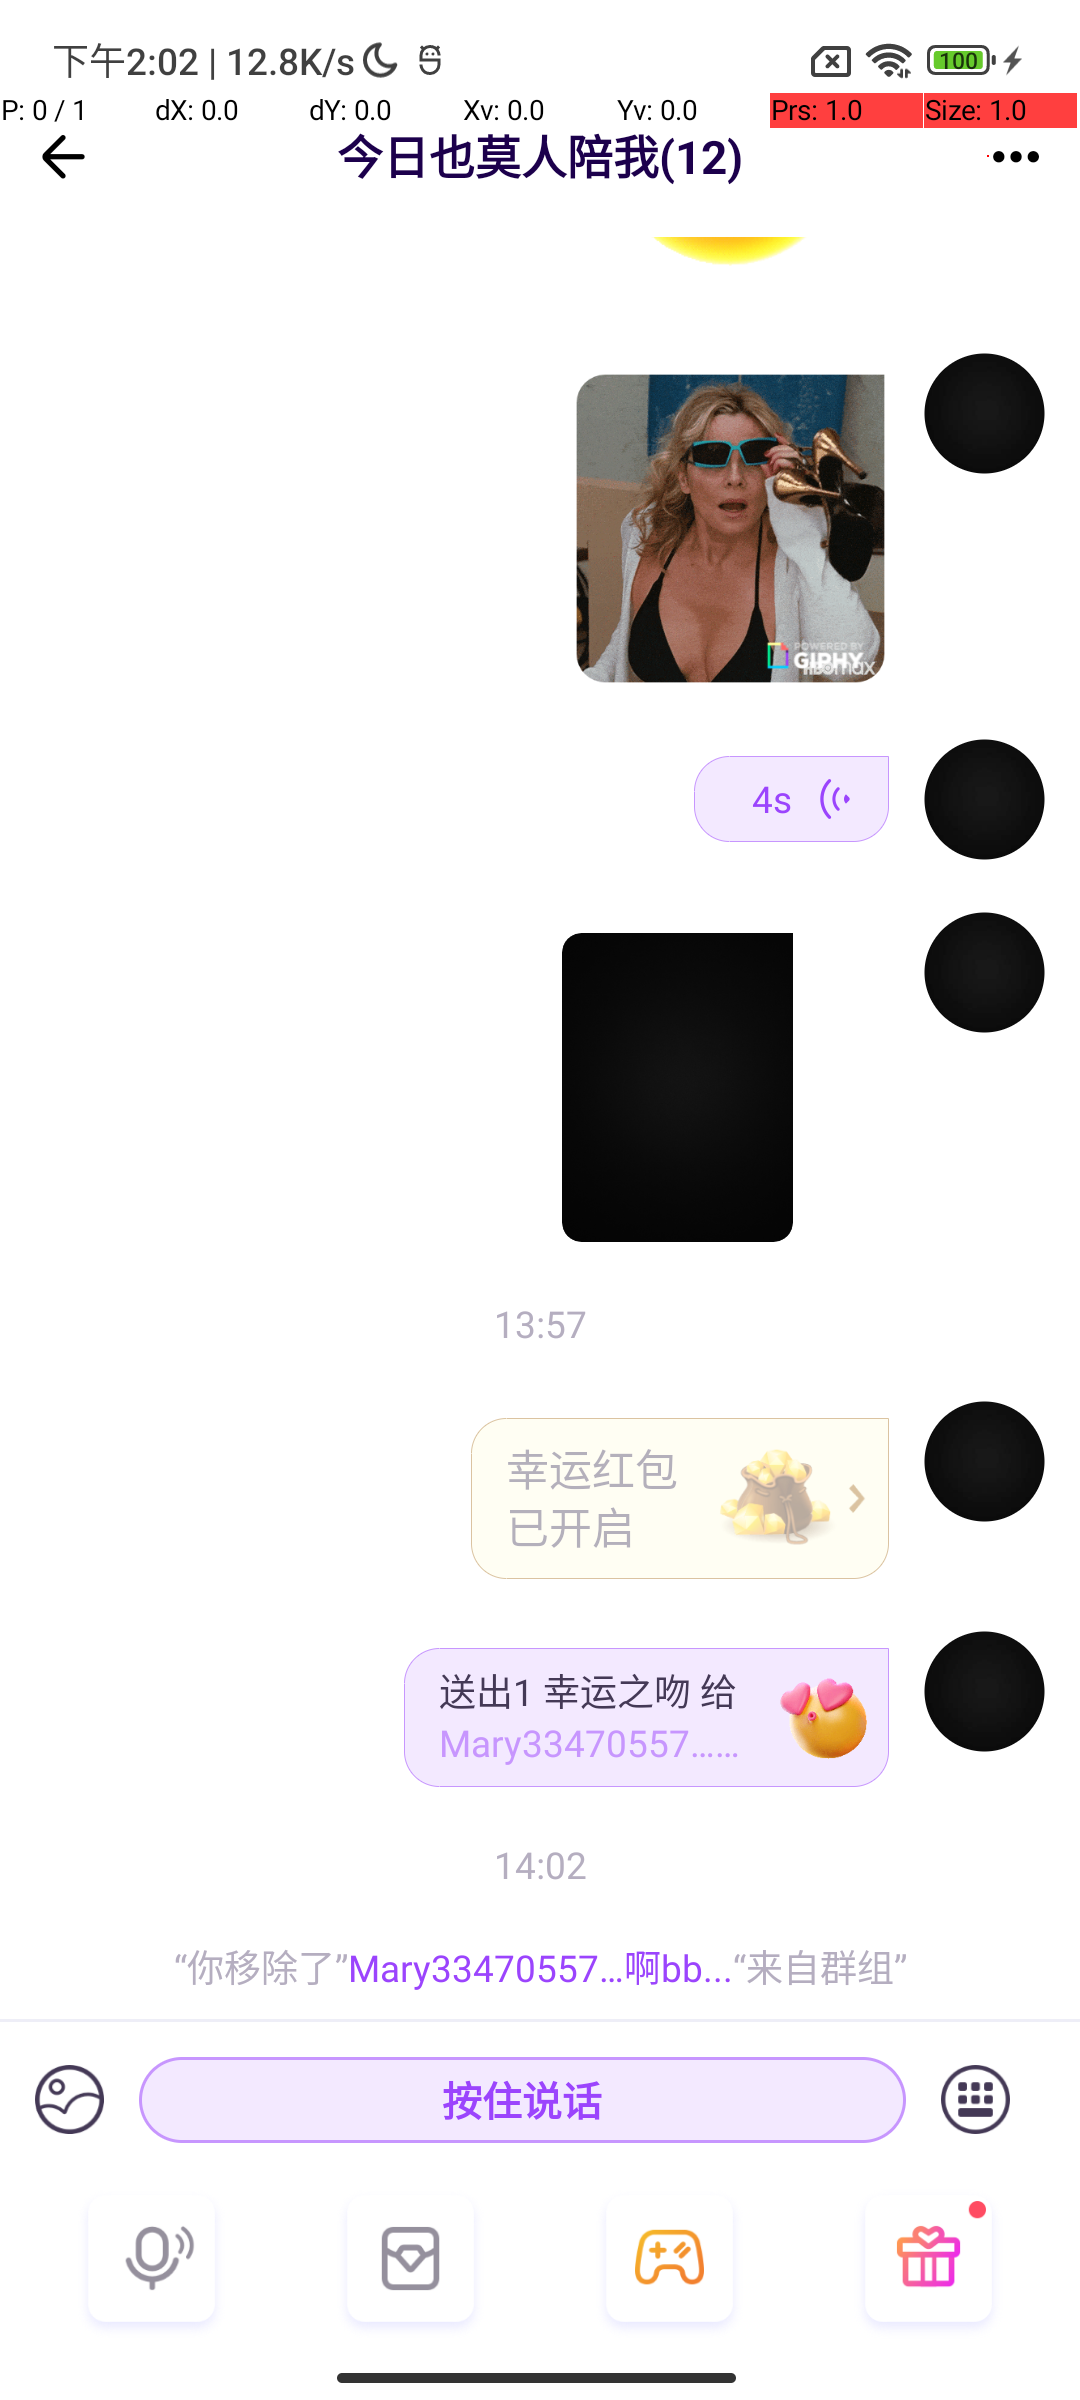 下午2:02 | 12.8K/s
100
P: 0 / 1 dX: 0.0 dY: 0.0 Xv: 0.0 Yv: 0.0 Prs: 1.0 Size: 1.0
今日也莫人陪我(12)
POWERED BY
GIPHY
HBOmax
4s
13:57
幸运红包
已开启
送出1 幸运之吻 给
Mary33470557......
14:02
“你移除了”Mary33470557...啊bb...“来自群组”
按住说话